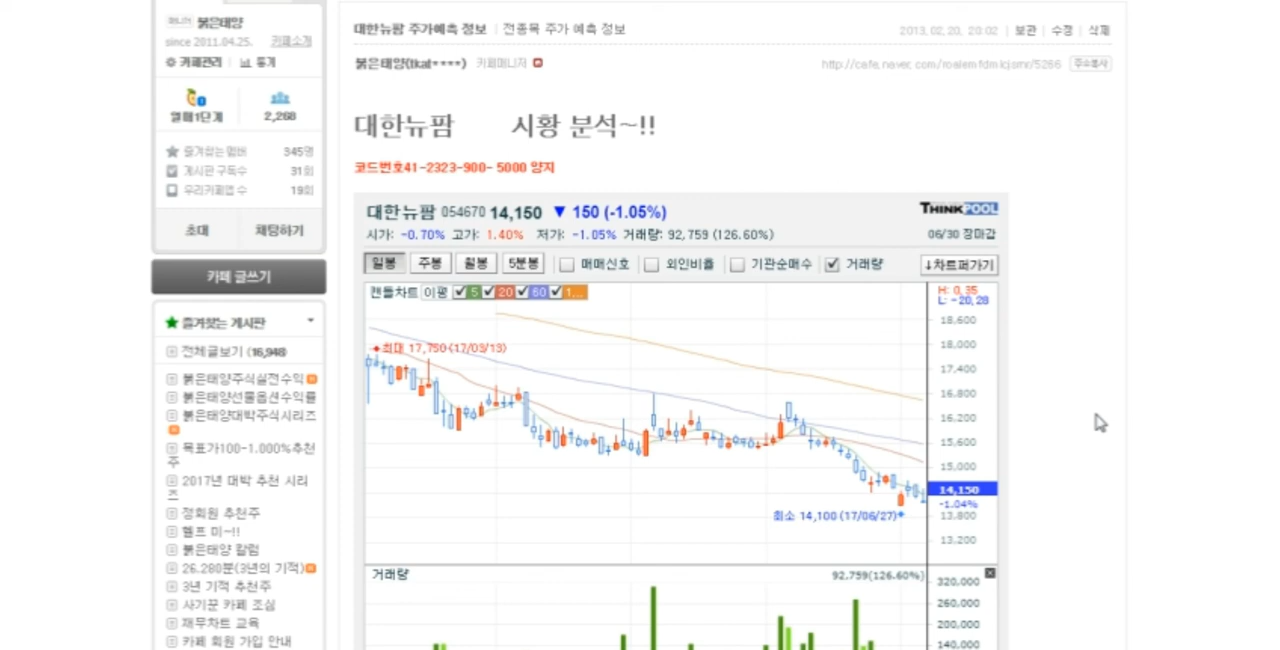 매니저 붉은태양
since 2011.04.25. 카페소개
카페관리 통계
열매1단계 2,268
즐겨찾는 멤버 345명
게시판 구독수 31회
우리카페앱 수 19회
초대 채팅하기
카페 글쓰기
즐겨찾는 게시판
전체글보기 (16,948)
붉은태양주식실전수익
붉은태양선물옵션수익률
붉은태양대박주식시리즈
목표가100-1.000%추천
주
2017년 대박 추천 시리
즈
정회원 추천주
헬프 미~!!
붉은태양 칼럼
26.280분(3년의 기적)
3년 기적 추천주
사기꾼 카페 조심
재무차트 교육
카페 회원 가입 안내
대한뉴팜 주가예측 정보 | 전종목 주가 예측 정보
2013.02.20. 20:02 | 보관 | 수정 | 삭제
붉은태양(tkat****) 카페매니저
주소복사
대한뉴팜 시황 분석~!!
코드번호41-2323-900- 5000 양지
대한뉴팜 054670 14,150 ▼ 150 (-1.05%)
THINKPOOL
시가: -0.70% 고가: 1.40% 저가: -1.05% 거래량: 92,759 (126.60%)
06/30 장마감
일봉 주봉 월봉 5분봉 매매신호 외인비율 기관순매수 거래량 ↓차트퍼가기
캔들차트 이평 5 20 60 1...
H: 0.35
L: -20.28
최대 17,750 (17/03/13)
18,600
18,000
17,400
16,800
16,200
15,600
15,000
14,150
-1.04%
13,800
13,200
최소 14,100 (17/06/27)
거래량
92,759(126.60%)
320,000
260,000
200,000
140,000